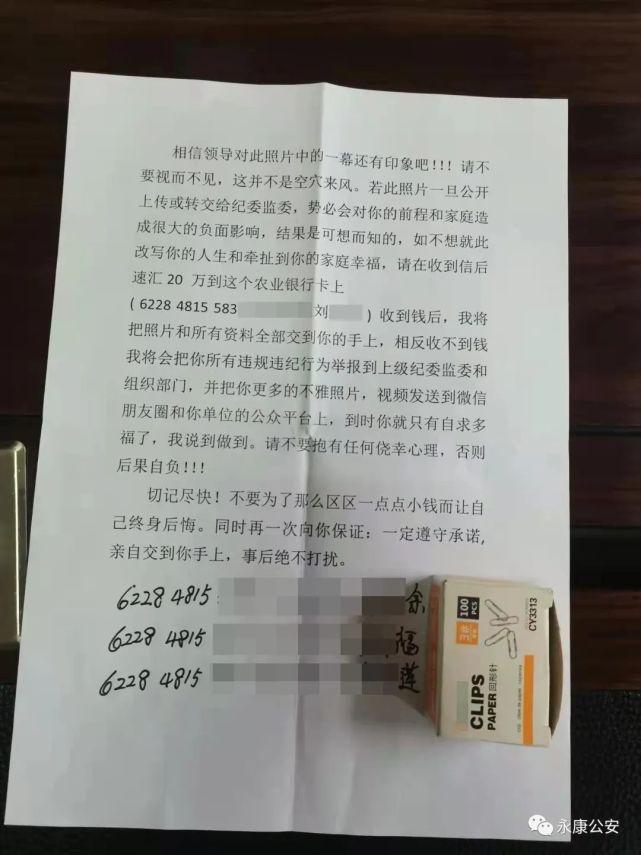 相信领导对此照片中的一幕还有印象吧!!! 请不
要视而不见，这并不是空穴来风。若此照片一旦公开
上传或转交给纪委监委，势必会对你的前程和家庭造
成很大的负面影响，结果是可想而知的，如不想就此
改写你的人生和牵扯到你的家庭幸福，请在收到信后
速汇 20 万到这个农业银行卡上
( 6228 4815 583 刘 ) 收到钱后，我将
把照片和所有资料全部交到你的手上，相反收不到钱
我将会把你所有违规违纪行为举报到上级纪委监委和
组织部门，并把你更多的不雅照片，视频发送到微信
朋友圈和你单位的公众平台上，到时你就只有自求多
福了，我说到做到。请不要抱有任何侥幸心理，否则
后果自负!!!
切记尽快！不要为了那么区区一点点小钱而让自
己终身后悔。同时再一次向你保证：一定遵守承诺,
亲自交到你手上，事后绝不打扰。
6228 4815 余
6228 4815 福
6228 4815 莲
100 PCS
CY3313
CLIPS
PAPER 回形针
永康公安